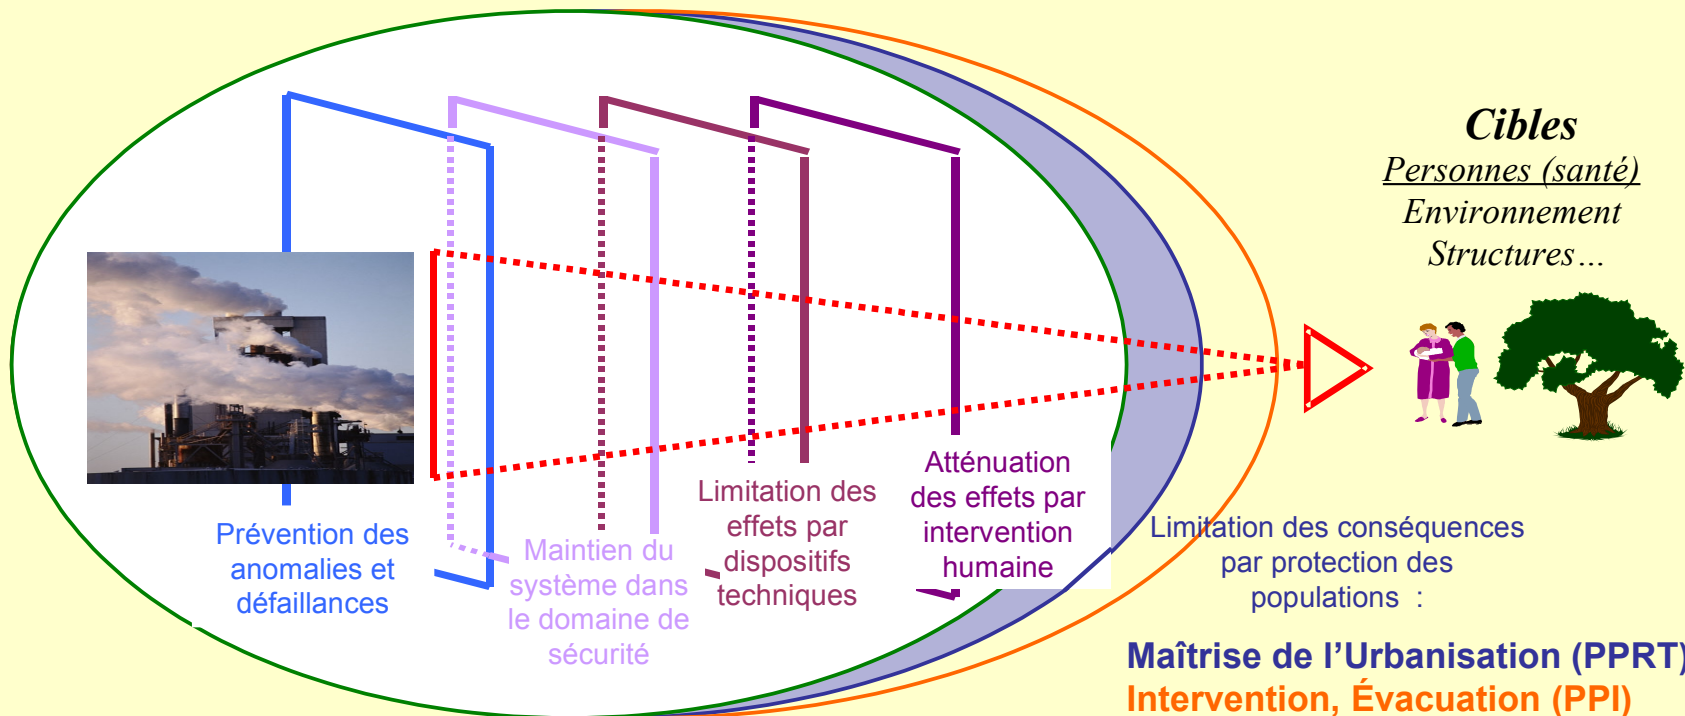 Cibles
Personnes (santé)
Environnement
Structures…
Prévention des
anomalies et
défaillances
Maintien du
système dans
le domaine de
sécurité
Limitation des
effets par
dispositifs
techniques
Atténuation
des effets par
intervention
humaine
Limitation des conséquences
par protection des
populations :
Maîtrise de l’Urbanisation (PPRT)
Intervention, Évacuation (PPI)